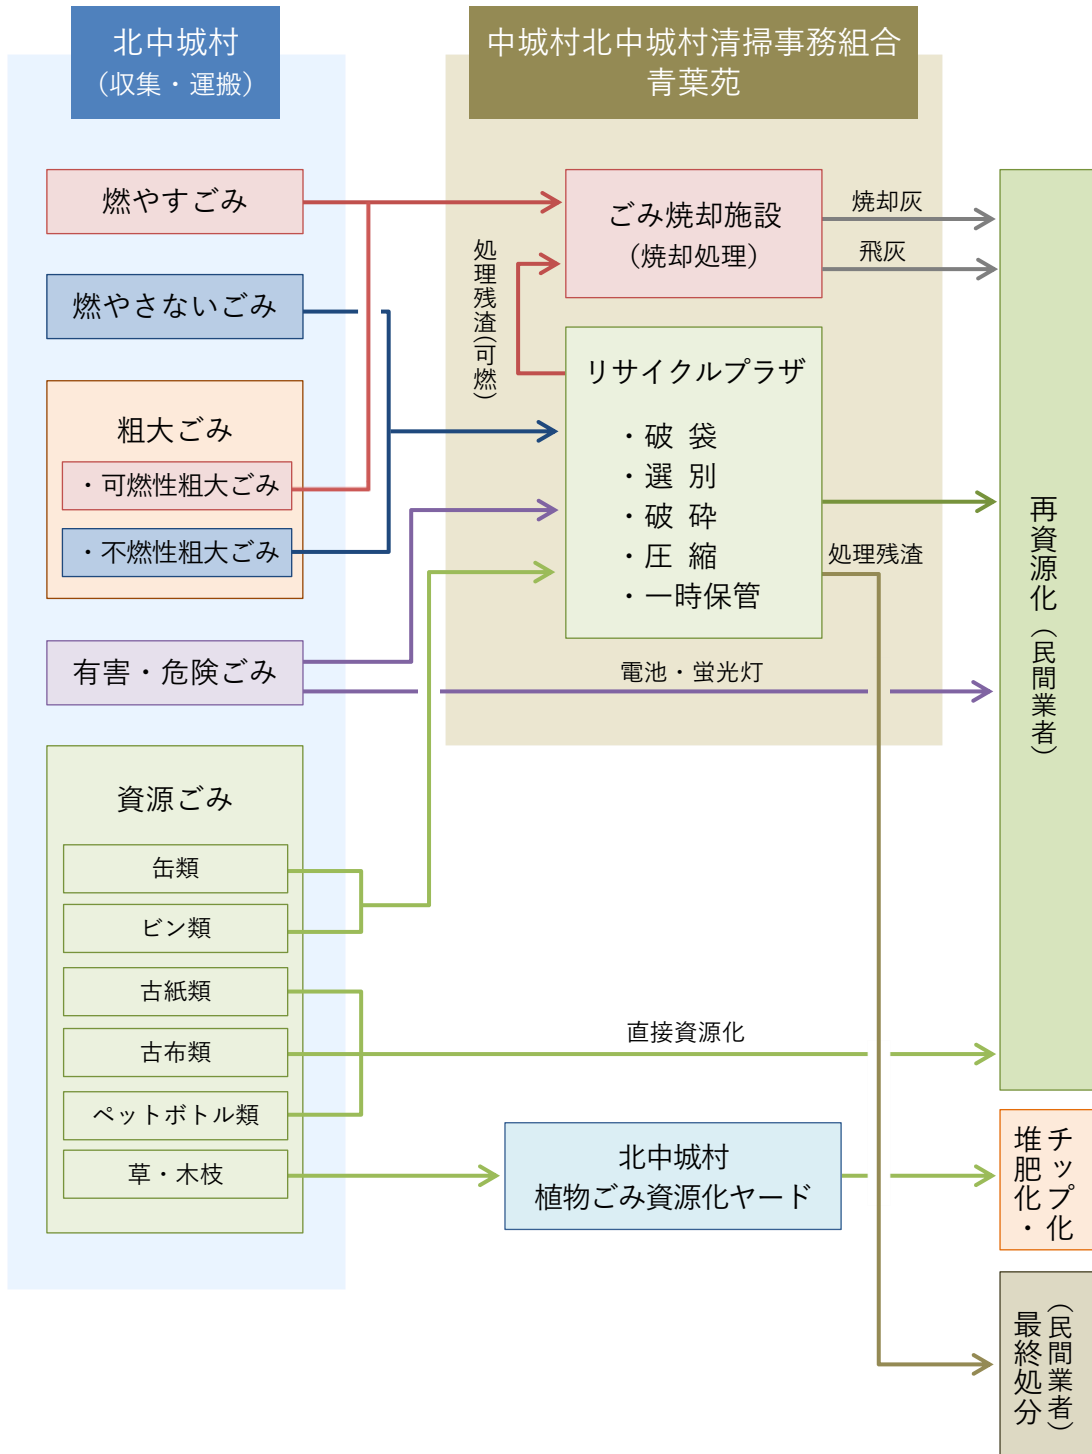 北中城村
（収集・運搬）
中城村北中城村清掃事務組合
青葉苑
燃やすごみ
燃やさないごみ
粗大ごみ
・可燃性粗大ごみ
・不燃性粗大ごみ
有害・危険ごみ
資源ごみ
缶類
ビン類
古紙類
古布類
ペットボトル類
草・木枝
処理残渣(可燃)
ごみ焼却施設
（焼却処理）
リサイクルプラザ
・破 袋
・選 別
・破 砕
・圧 縮
・一時保管
焼却灰
飛灰
処理残渣
電池・蛍光灯
直接資源化
北中城村
植物ごみ資源化ヤード
再資源化（民間業者）
チップ化
堆肥化・
（民間業者）
最終処分